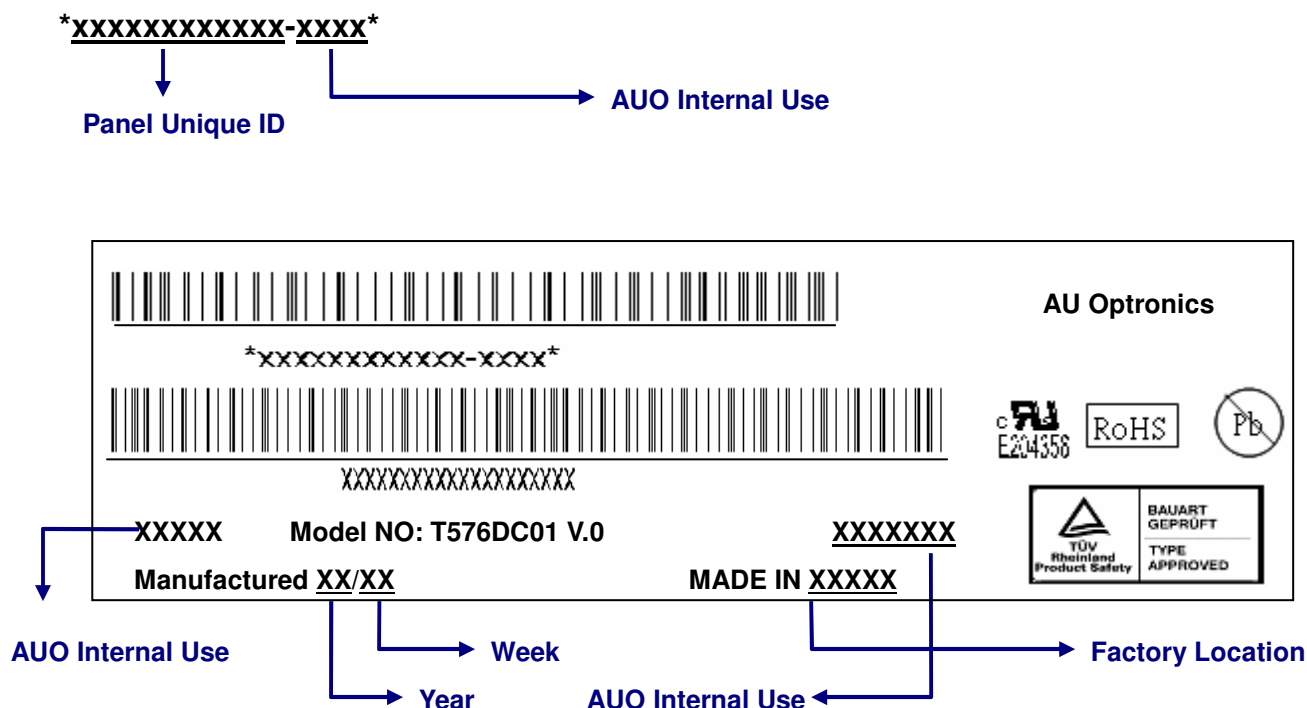 *XXXXXXXXXXXX-XXXX*
AUO Internal Use
Panel Unique ID
AU Optronics
*XXXXXXXXXXXX-XXXX*
c
E204356
RoHS
Pb
XXXXXXXXXXXXXXXXXXXX
BAUART
GEPRÜFT
TÜV
Rheinland
Product Safety
TYPE
APPROVED
XXXXX Model NO: T576DC01 V.0 XXXXXXX
Manufactured XX/XX MADE IN XXXXX
AUO Internal Use Week Factory Location
Year AUO Internal Use